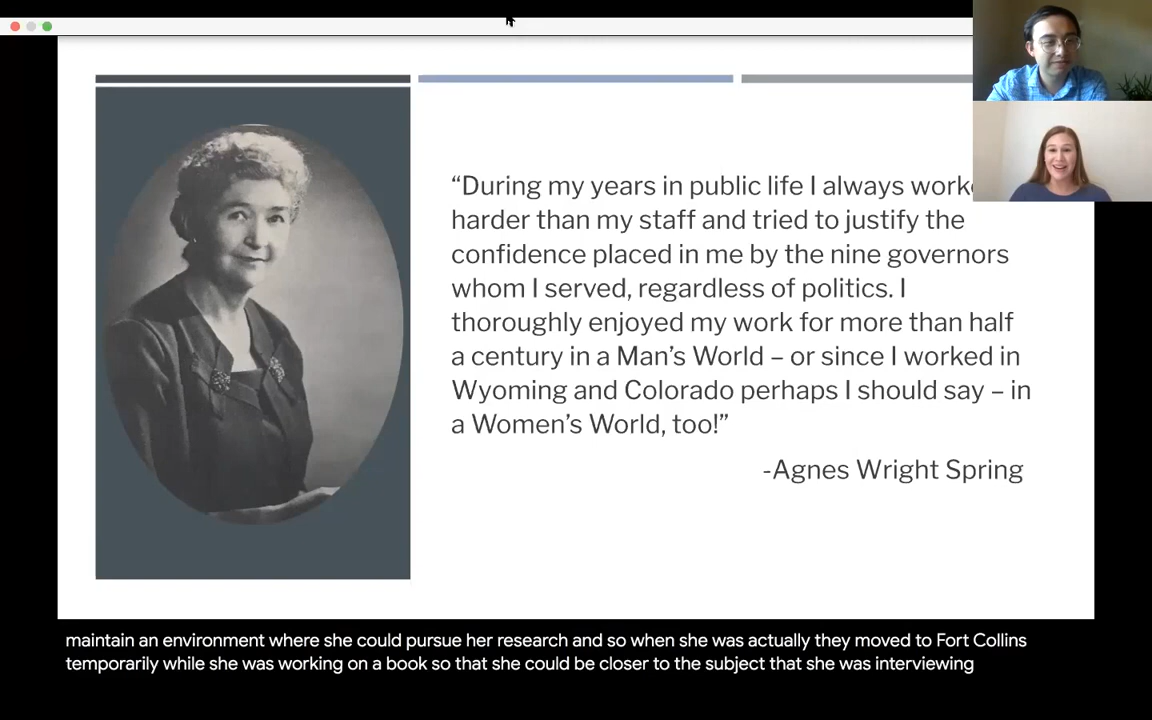 “During my years in public life I always
harder than my staff and tried to justify the
confidence placed in me by the nine governors
whom I served, regardless of politics. I
thoroughly enjoyed my work for more than half
a century in a Man’s World – or since I worked in
Wyoming and Colorado perhaps I should say – in
a Women’s World, too!”
-Agnes Wright Spring
maintain an environment where she could pursue her research and so when she was actually they moved to Fort Collins
temporarily while she was working on a book so that she could be closer to the subject that she was interviewing